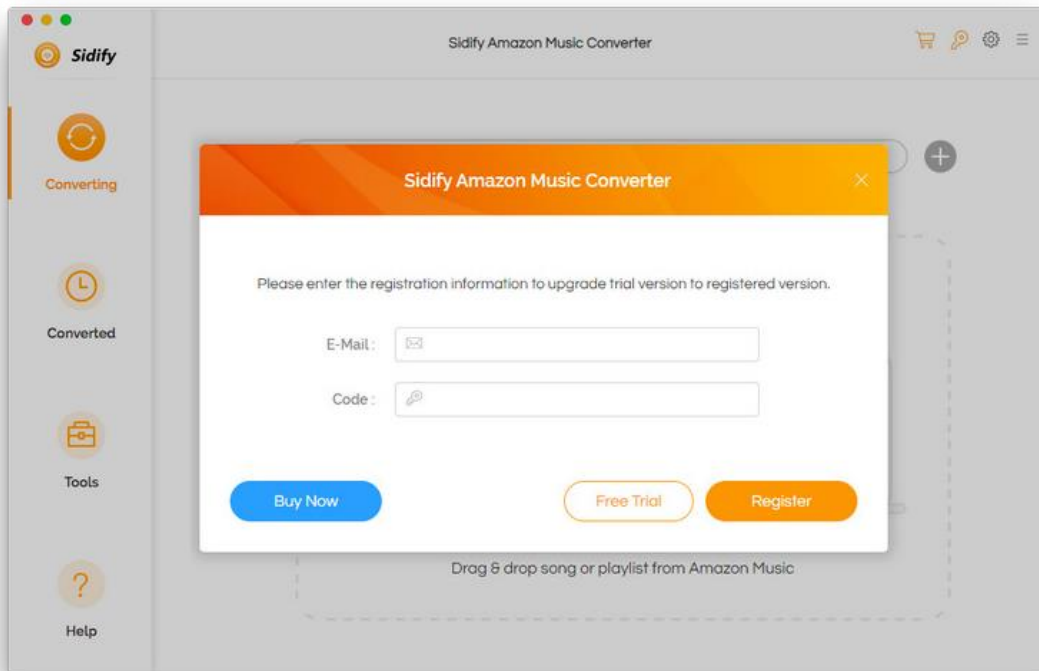 Sidify
Sidify Amazon Music Converter
Converting
Converted
Tools
Help
Sidify Amazon Music Converter
Please enter the registration information to upgrade trial version to registered version.
E-Mail :
Code :
Buy Now
Free Trial
Register
Drag & drop song or playlist from Amazon Music